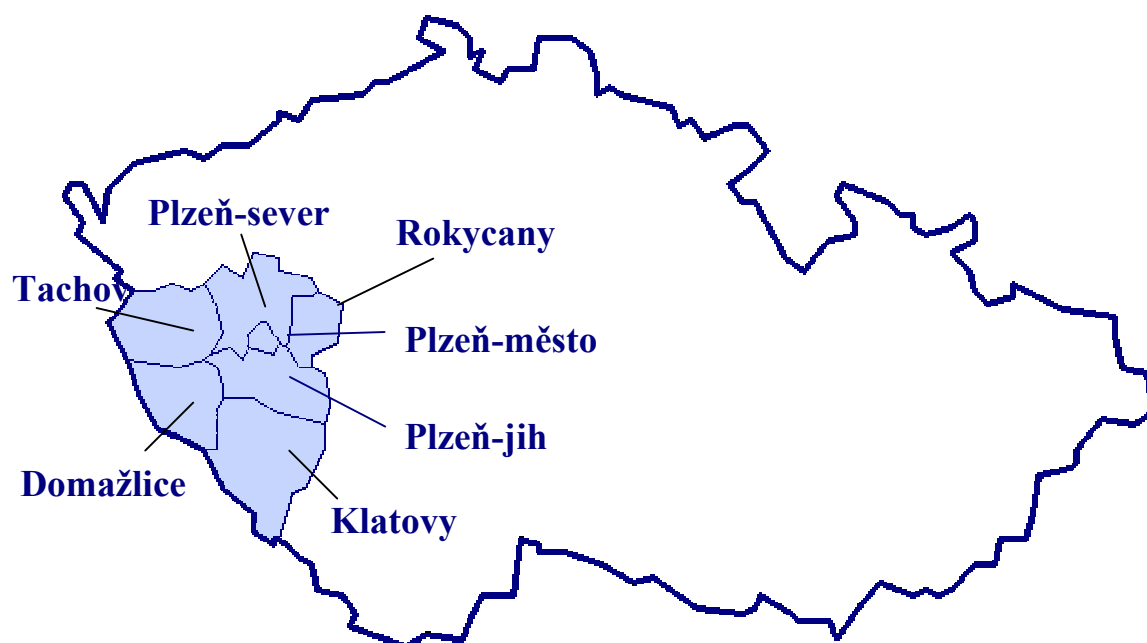 Plzeň-sever
Rokycany
Tachov
Plzeň-město
Plzeň-jih
Domažlice
Klatovy